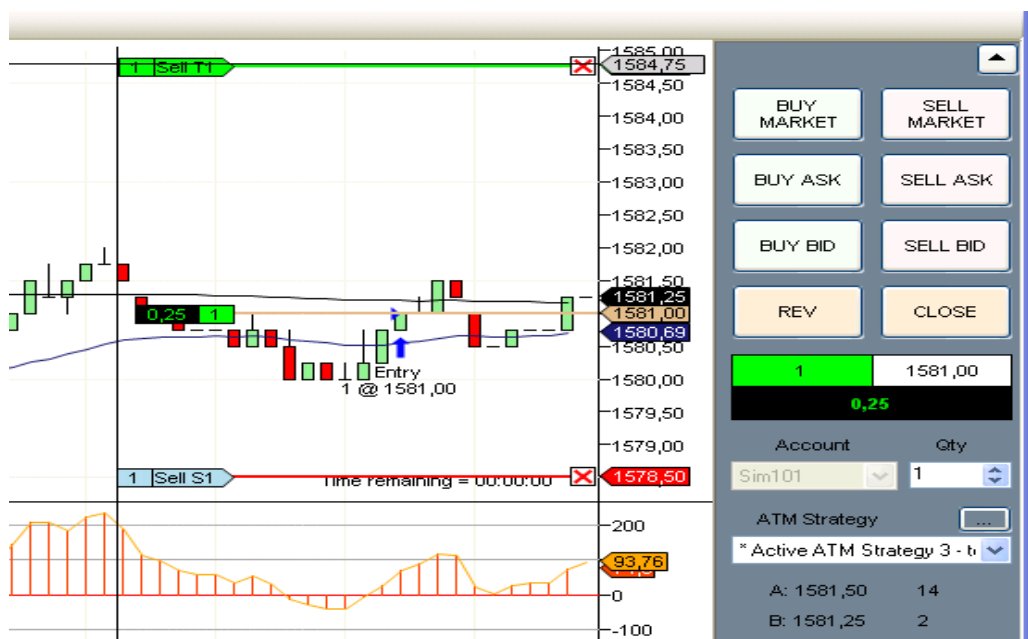 1 Sell T1
1585,00
1584,75
1584,50
1584,00
1583,50
1583,00
1582,50
1582,00
1581,50
1581,25
1581,00
1580,69
1580,50
1580,00
1579,50
1579,00
1578,50
0,25 1
Entry
1 @ 1581,00
1 Sell S1
Time remaining = 00:00:00
200
93,76
0
-100
BUY
MARKET
SELL
MARKET
BUY ASK
SELL ASK
BUY BID
SELL BID
REV
CLOSE
1 1581,00
0,25
Account Qty
Sim101 1
ATM Strategy ...
* Active ATM Strategy 3 - t
A: 1581,50 14
B: 1581,25 2